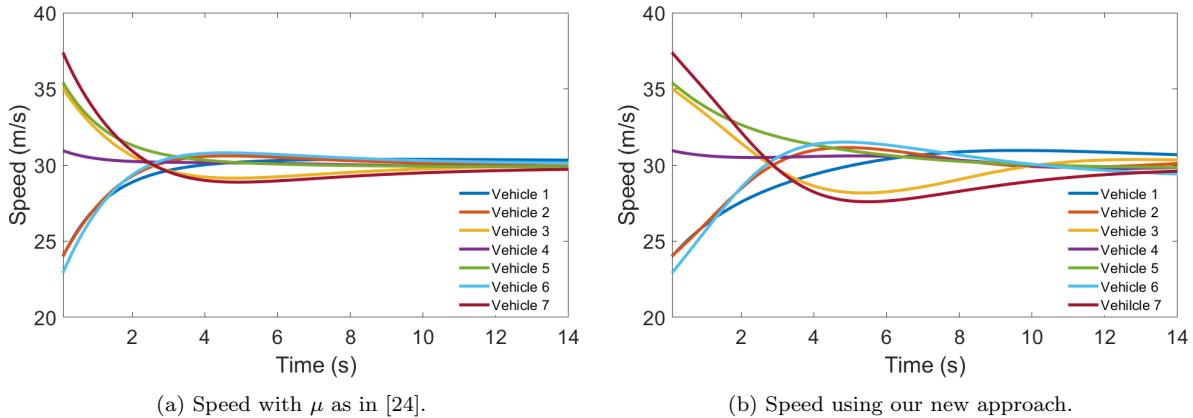 40
35
30
25
20
Speed (m/s)
2 4 6 8 10 12 14
Time (s)
Vehicle 1
Vehicle 2
Vehicle 3
Vehicle 4
Vehicle 5
Vehicle 6
Vehicle 7
(a) Speed with μ as in [24].
40
35
30
25
20
Speed (m/s)
2 4 6 8 10 12 14
Time (s)
Vehicle 1
Vehicle 2
Vehicle 3
Vehicle 4
Vehicle 5
Vehicle 6
Vehilcle 7
(b) Speed using our new approach.